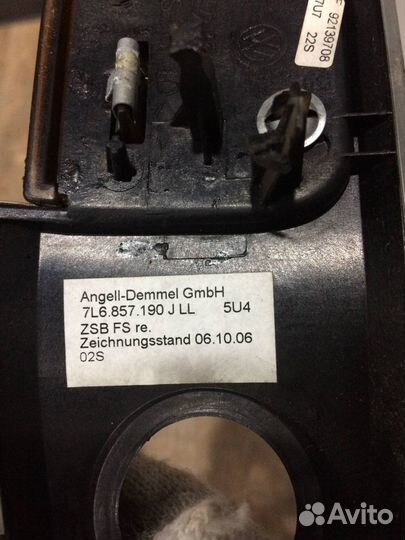 92139708
7U7 22S
Angell-Demmel GmbH
7L6.857.190 J LL 5U4
ZSB FS re.
Zeichnungsstand 06.10.06
02S
Avito